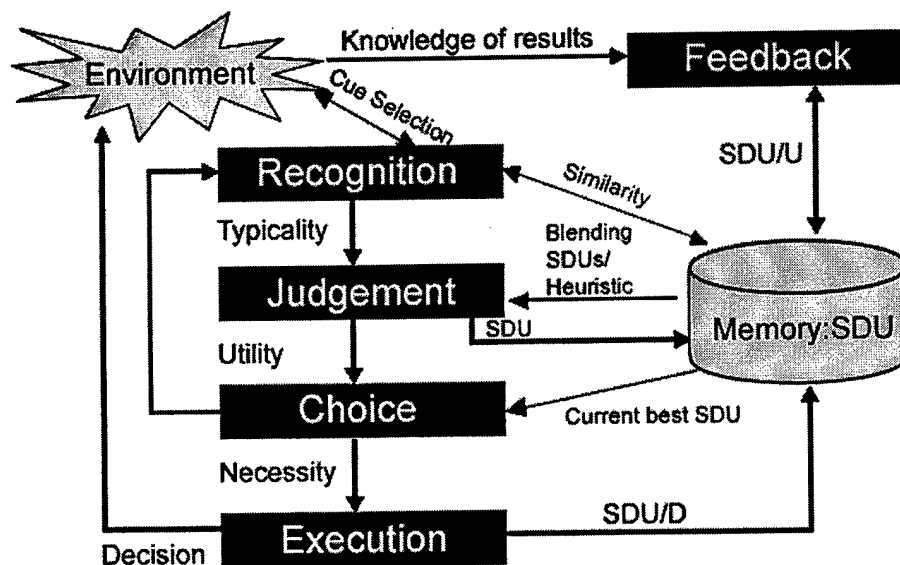 Knowledge of results
Feedback
Environment
Cue Selection
SDU/U
Recognition
Similarity
Typicality
Blending
SDUs/
Heuristic
Judgement
SDU
Memory:SDU
Utility
Choice
Current best SDU
Necessity
SDU/D
Execution
Decision